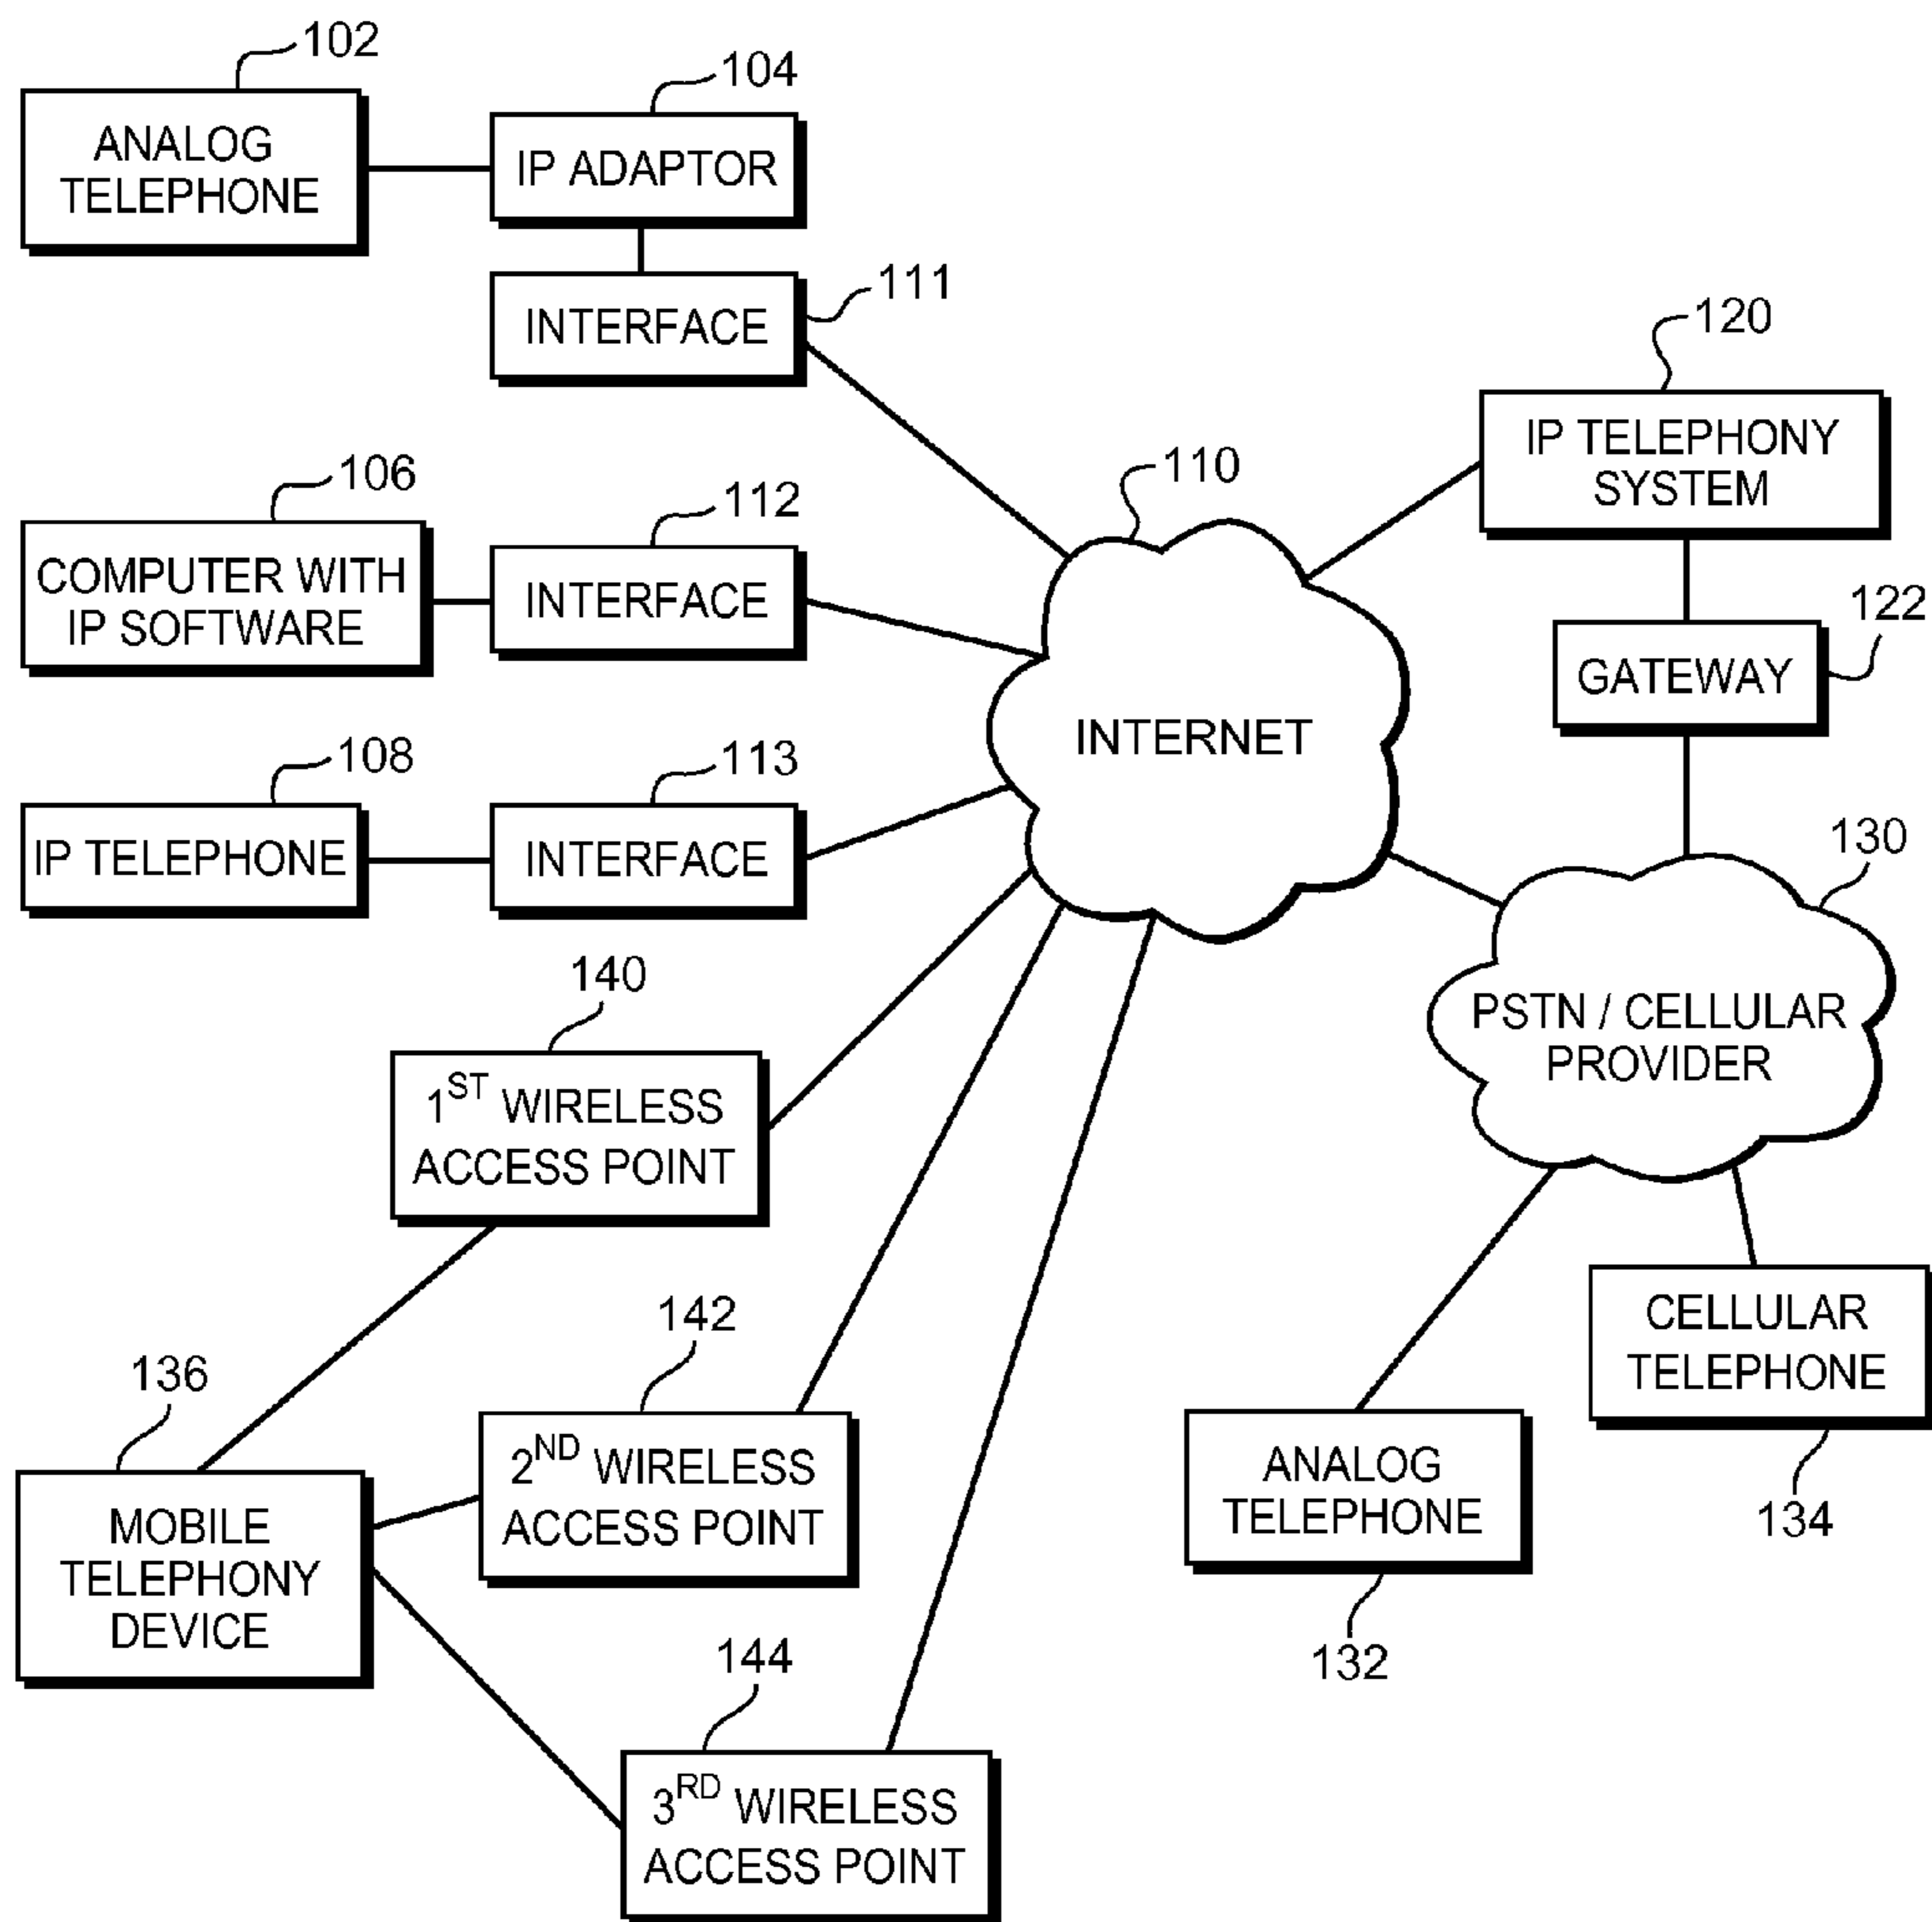 102
ANALOG
TELEPHONE
104
IP ADAPTOR
111
INTERFACE
106
COMPUTER WITH
IP SOFTWARE
112
INTERFACE
108
IP TELEPHONE
113
INTERFACE
110
INTERNET
120
IP TELEPHONY
SYSTEM
122
GATEWAY
130
PSTN / CELLULAR
PROVIDER
140
1ST WIRELESS
ACCESS POINT
142
2ND WIRELESS
ACCESS POINT
136
MOBILE
TELEPHONY
DEVICE
144
3RD WIRELESS
ACCESS POINT
ANALOG
TELEPHONE
132
CELLULAR
TELEPHONE
134